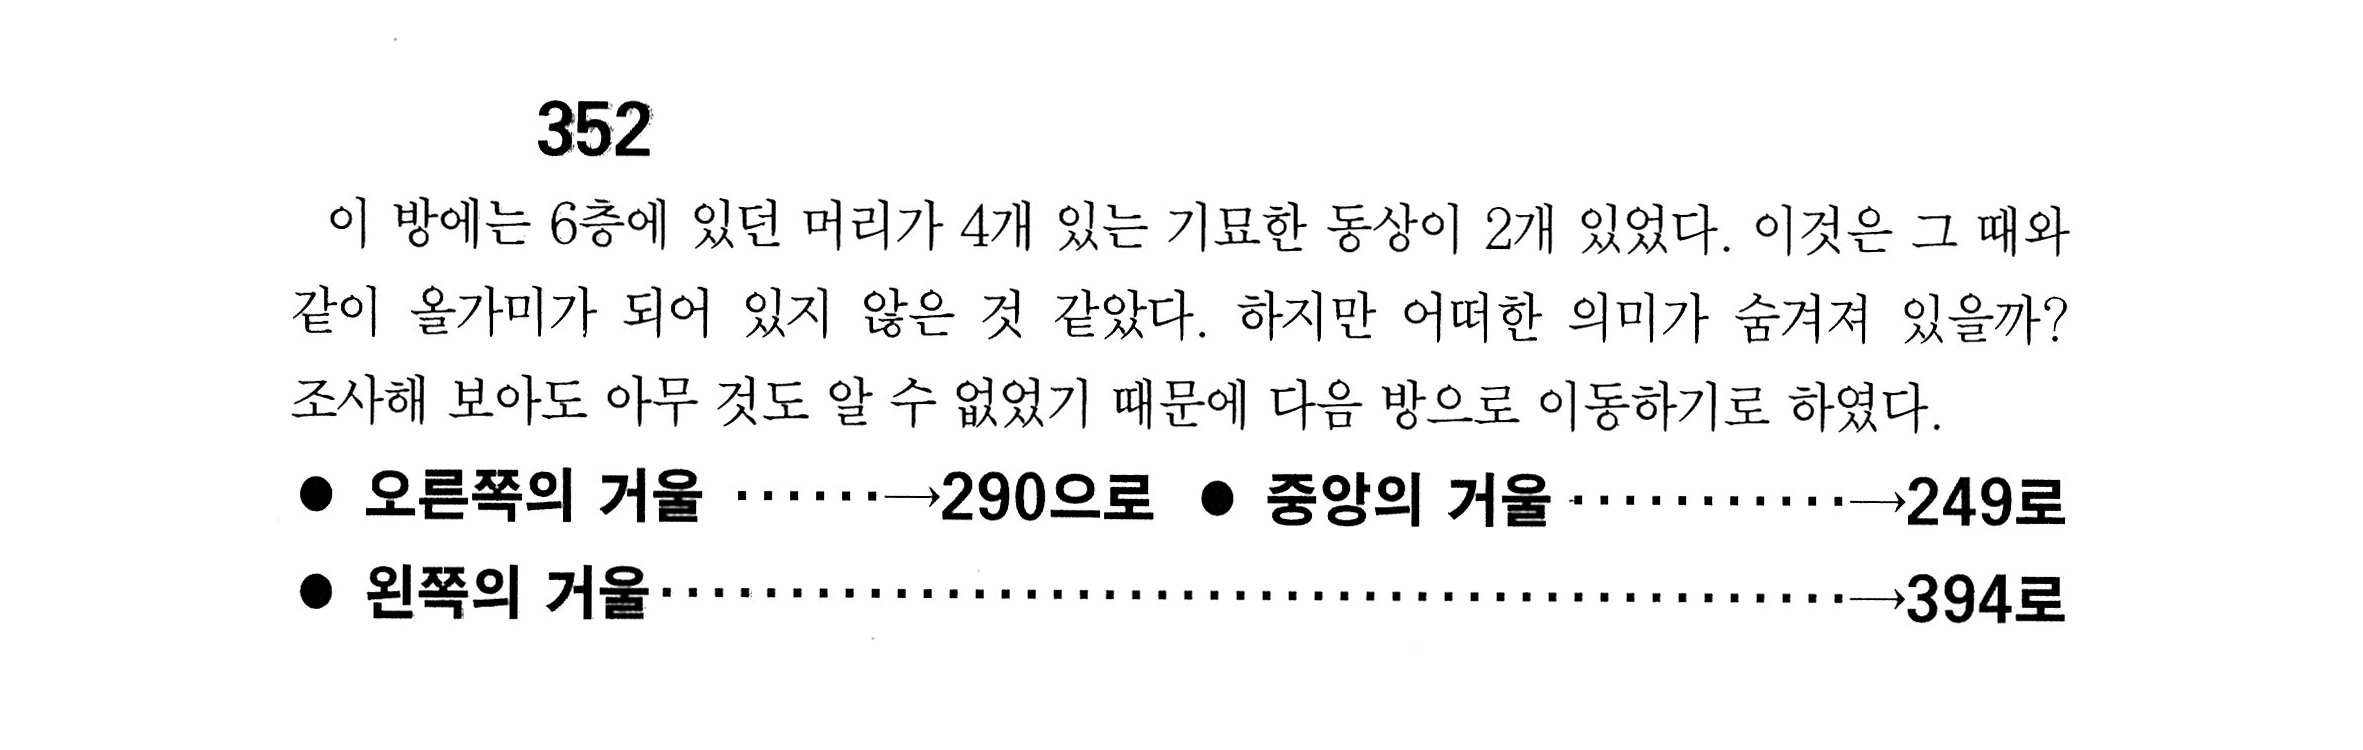 352
이 방에는 6층에 있던 머리가 4개 있는 기묘한 동상이 2개 있었다. 이것은 그 때와
같이 올가미가 되어 있지 않은 것 같았다. 하지만 어떠한 의미가 숨겨져 있을까?
조사해 보아도 아무 것도 알 수 없었기 때문에 다음 방으로 이동하기로 하였다.
● 오른쪽의 거울 ······→290으로 ● 중앙의 거울 ···········→249로
● 왼쪽의 거울··············································→394로